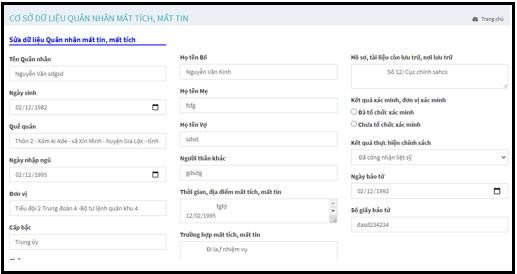 CƠ SỞ DỮ LIỆU QUÂN NHÂN MẤT TÍCH, MẤT TIN
Trang chủ
Sửa dữ liệu Quân nhân mất tin, mất tích
Tên Quân nhân
Nguyễn Văn sdgsd
Ngày sinh
02/12/1982
Quê quán
Thôn 2 - Xóm ki Ade - xã Xìn Minh - huyện Gia Lộc - tỉnh
Ngày nhập ngũ
02/12/1995
Đơn vị
Tiểu đội 2 Trung đoàn 4 -Bộ tư lệnh quân khu 4
Cấp bậc
Trung úy
Họ tên Bố
Nguyễn Văn Kinh
Họ tên Mẹ
fsfg
Họ tên Vợ
sdsd
Người thân khác
gdsdg
Thời gian, địa điểm mất tích, mất tin
fgfd
12/02/1995
Trường hợp mất tích, mất tin
Đi la,f nhiệm vụ
Hồ sơ, tài liệu còn lưu trữ, nơi lưu trữ
Số 12/ Cục chính sahcs
Kết quả xác minh, đơn vị xác minh
Đã tổ chức xác minh
Chưa tổ chức xác minh
Kết quả thực hiện chính sách
Đã công nhận liệt sỹ
Ngày báo tử
02/12/1992
Số giấy báo tử
dasd234234